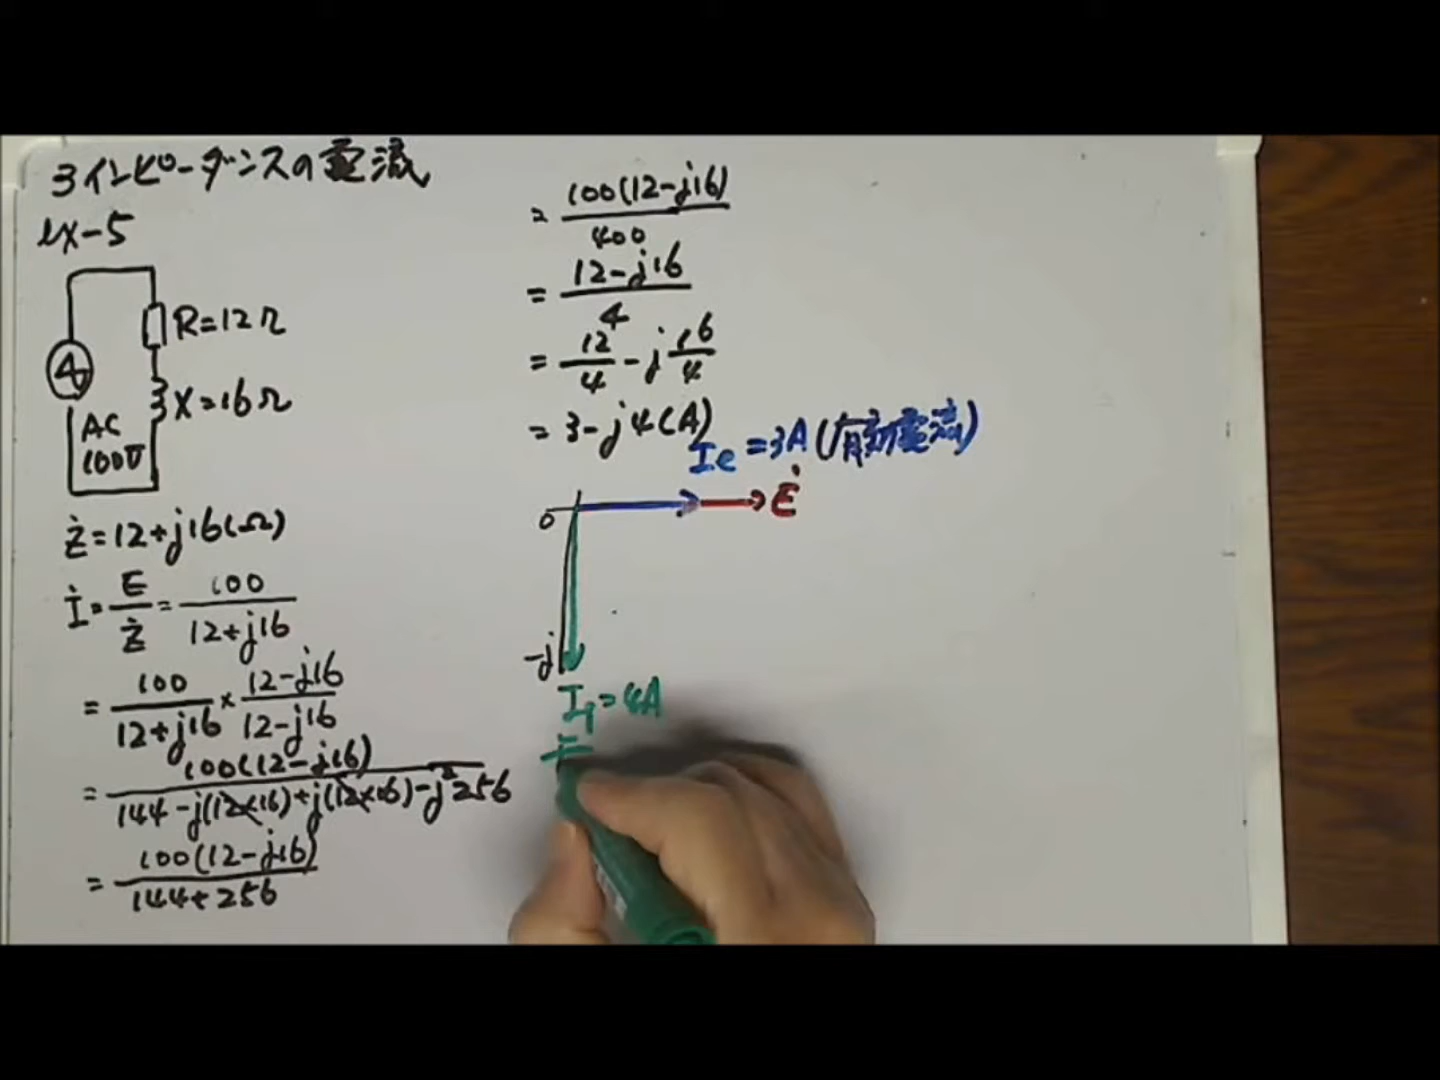 3インピーダンスの電流
ex-5
R=12Ω
X=16Ω
AC
100V
Ż=12+j16(Ω)
İ=E/Ż=100/(12+j16)
=100/(12+j16)×(12-j16)/(12-j16)
=100(12-j16)/(144-j(12×16)+j(12×16)-j²256)
=100(12-j16)/(144+256)
=100(12-j16)/400
=(12-j16)/4
=12/4-j16/4
=3-j4(A)
Ie=3A(有効電流)
0
Ė
-j
=4A